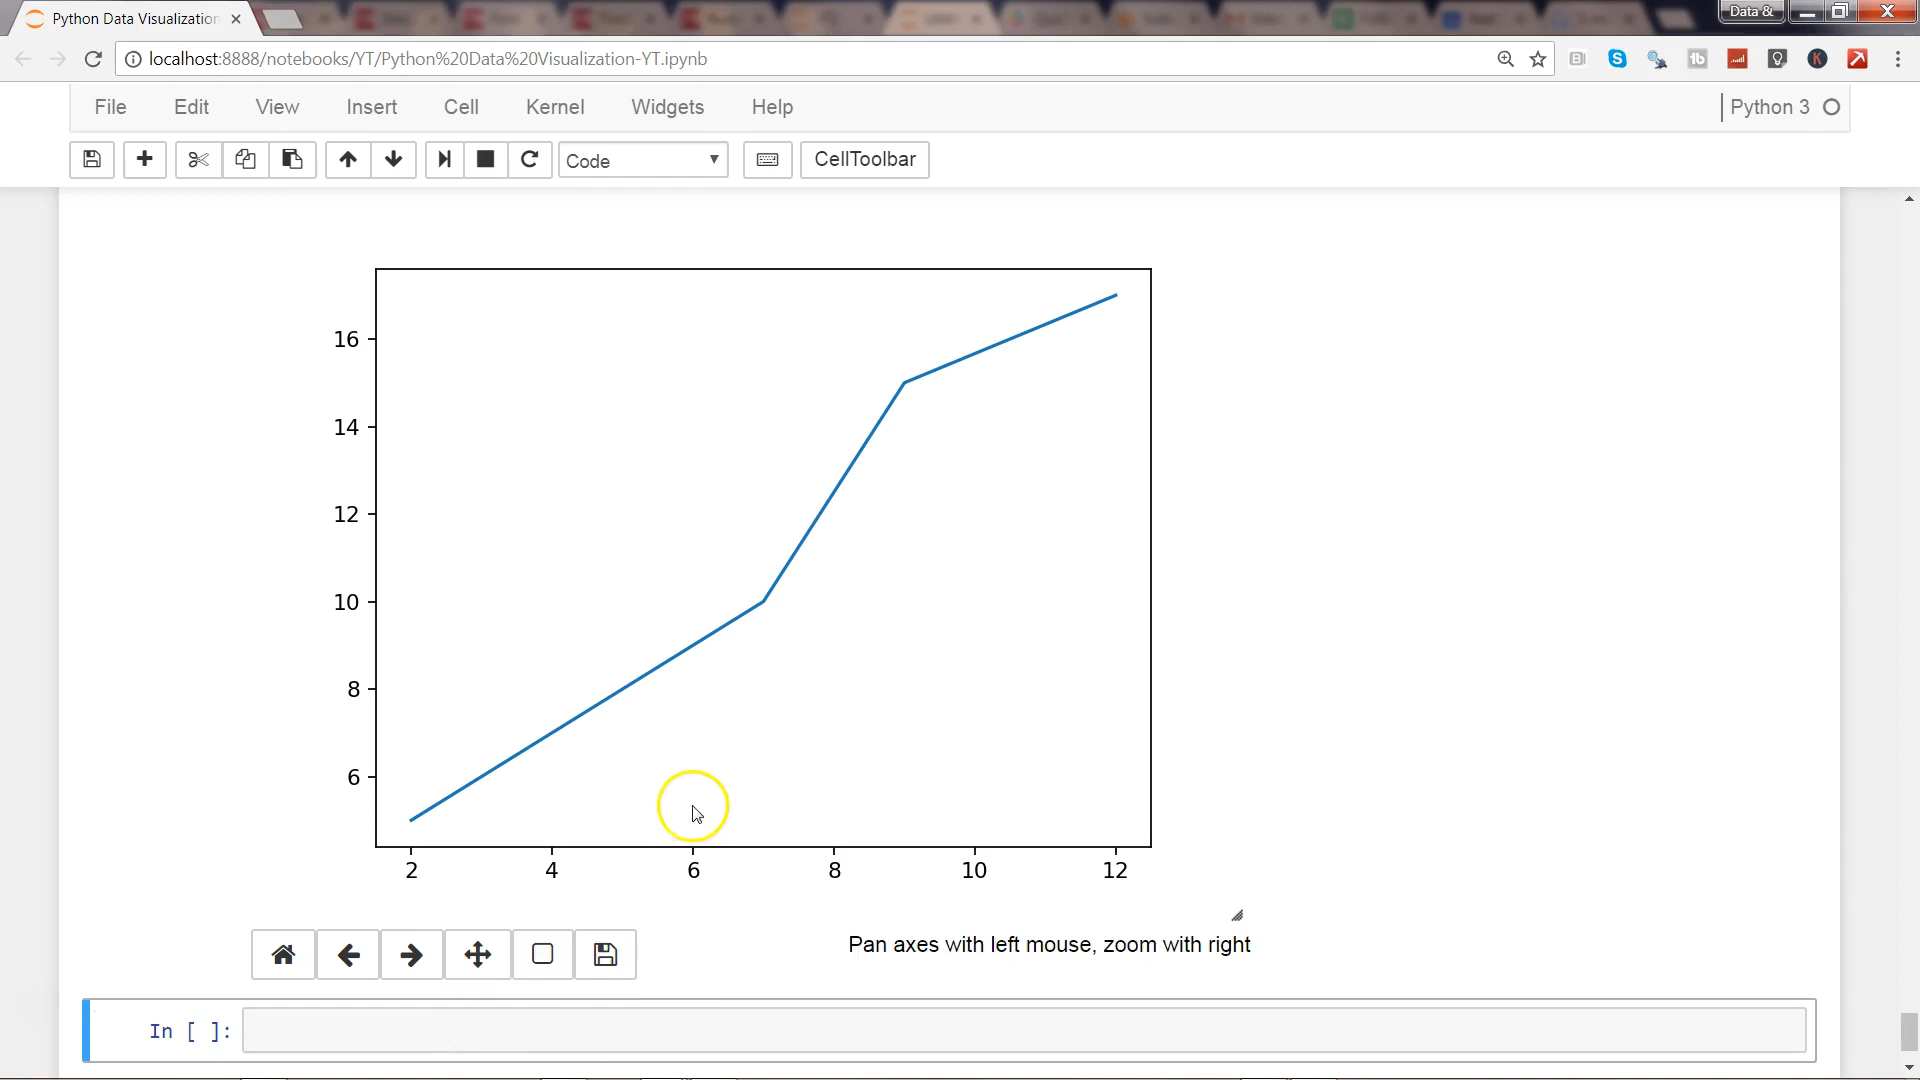 Python Data Visualization
Data &
localhost:8888/notebooks/YT/Python%20Data%20Visualization-YT.ipynb
File Edit View Insert Cell Kernel Widgets Help
Python 3
Code
CellToolbar
16
14
12
10
8
6
2 4 6 8 10 12
Pan axes with left mouse, zoom with right
In [ ]: